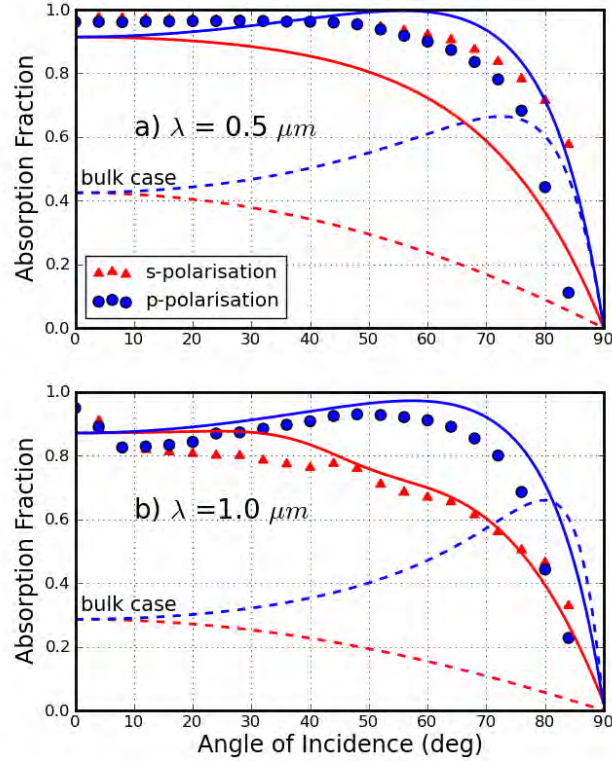 1.0
0.8
0.6
0.4
0.2
0.0
Absorption Fraction
a) λ = 0.5 μm
bulk case
s-polarisation
p-polarisation
0 10 20 30 40 50 60 70 80 90
1.0
0.8
0.6
0.4
0.2
0.0
Absorption Fraction
b) λ =1.0 μm
bulk case
0 10 20 30 40 50 60 70 80 90
Angle of Incidence (deg)